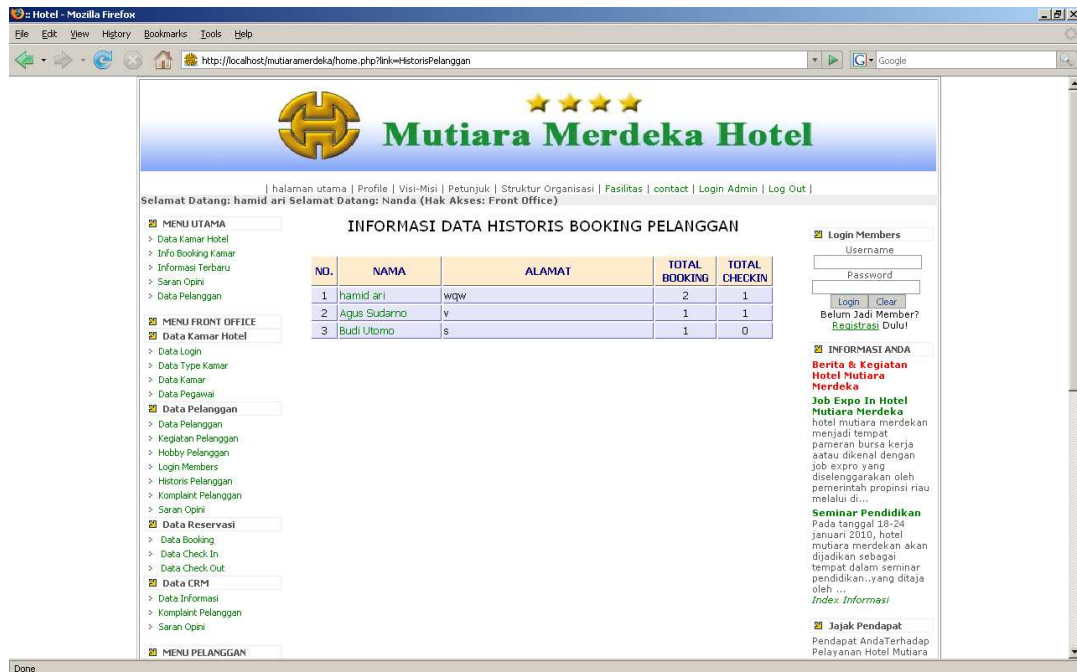 :: Hotel - Mozilla Firefox
File Edit View History Bookmarks Tools Help
http://localhost/mutiaramerdeka/home.php?link=HistorisPelanggan
Google
Mutiara Merdeka Hotel
| halaman utama | Profile | Visi-Misi | Petunjuk | Struktur Organisasi | Fasilitas | contact | Login Admin | Log Out |
Selamat Datang: hamid ari Selamat Datang: Nanda (Hak Akses: Front Office)
MENU UTAMA
> Data Kamar Hotel
> Info Booking Kamar
> Informasi Terbaru
> Saran Opini
> Data Pelanggan
MENU FRONT OFFICE
Data Kamar Hotel
> Data Login
> Data Type Kamar
> Data Kamar
> Data Pegawai
Data Pelanggan
> Data Pelanggan
> Kegiatan Pelanggan
> Hobby Pelanggan
> Login Members
> Historis Pelanggan
> Komplaint Pelanggan
> Saran Opini
Data Reservasi
> Data Booking
> Data Check In
> Data Check Out
Data CRM
> Data Informasi
> Komplaint Pelanggan
> Saran Opini
MENU PELANGGAN
INFORMASI DATA HISTORIS BOOKING PELANGGAN
NO. NAMA ALAMAT TOTAL BOOKING TOTAL CHECKIN
1 hamid ari wqw 2 1
2 Agus Sudarno v 1 1
3 Budi Utomo s 1 0
Login Members
Username
Password
Login Clear
Belum Jadi Member?
Registrasi Dulu!
INFORMASI ANDA
Berita & Kegiatan
Hotel Mutiara
Merdeka
Job Expo In Hotel
Mutiara Merdeka
hotel mutiara merdekan
menjadi tempat
pameran bursa kerja
aatau dikenal dengan
job expro yang
diselenggarakan oleh
pemerintah propinsi riau
melalui di...
Seminar Pendidikan
Pada tanggal 18-24
januari 2010, hotel
mutiara merdekan akan
dijadikan sebagai
tempat dalam seminar
pendidikan..yang ditaja
oleh ...
Index Informasi
Jajak Pendapat
Pendapat AndaTerhadap
Pelayanan Hotel Mutiara
Done